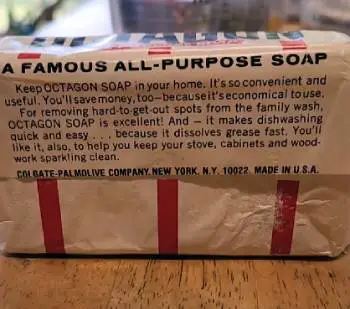 A FAMOUS ALL-PURPOSE SOAP
Keep OCTAGON SOAP in your home. It's so convenient and
useful. You'll save money, too—because it's economical to use.
For removing hard-to-get-out spots from the family wash,
OCTAGON SOAP is excellent! And — it makes dishwashing
quick and easy . . . because it dissolves grease fast. You'll
like it, also, to help you keep your stove, cabinets and wood-
work sparkling clean.
COLGATE-PALMOLIVE COMPANY, NEW YORK, N.Y. 10022. MADE IN U.S.A.